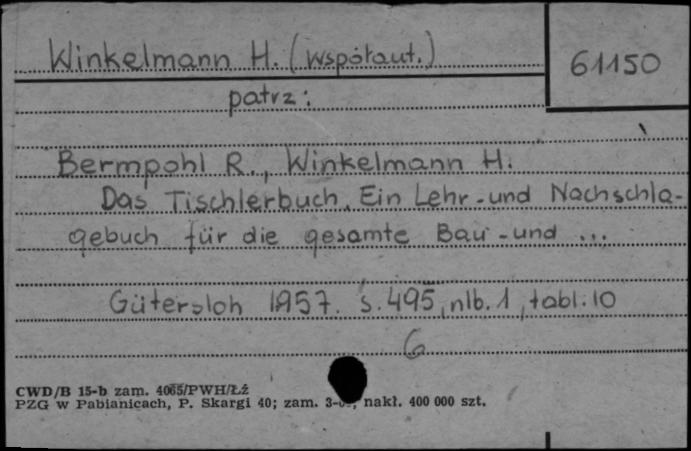 Winkelmann H. (współaut.)
61150
patrz:
Bermpohl R., Winkelmann H.
Das Tischlerbuch. Ein Lehr-und Nachschla-
gebuch für die gesamte Bau-und ...
Gütersloh 1957. s. 495, nlb. 1, tabl. 10
6
CWD/B 15-b zam. 4065/PWH/Łź
PZG w Pabianicach, P. Skargi 40; zam. nakł. 400 000 szt.